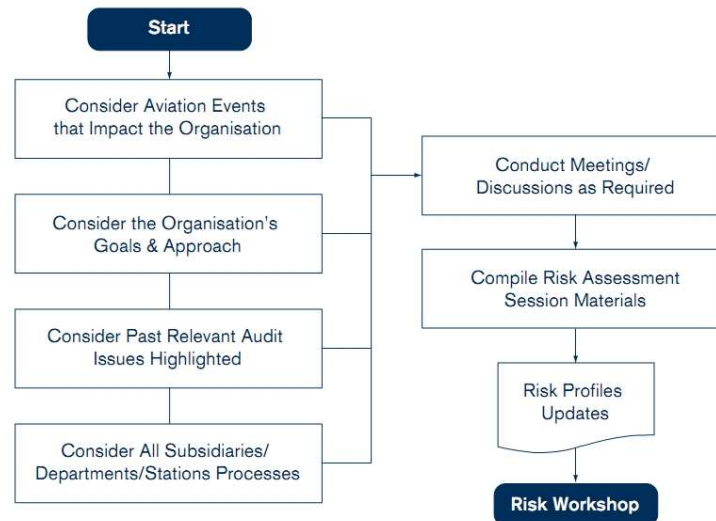 Start
Consider Aviation Events
that Impact the Organisation
Consider the Organisation's
Goals & Approach
Consider Past Relevant Audit
Issues Highlighted
Consider All Subsidiaries/
Departments/Stations Processes
Conduct Meetings/
Discussions as Required
Compile Risk Assessment
Session Materials
Risk Profiles
Updates
Risk Workshop